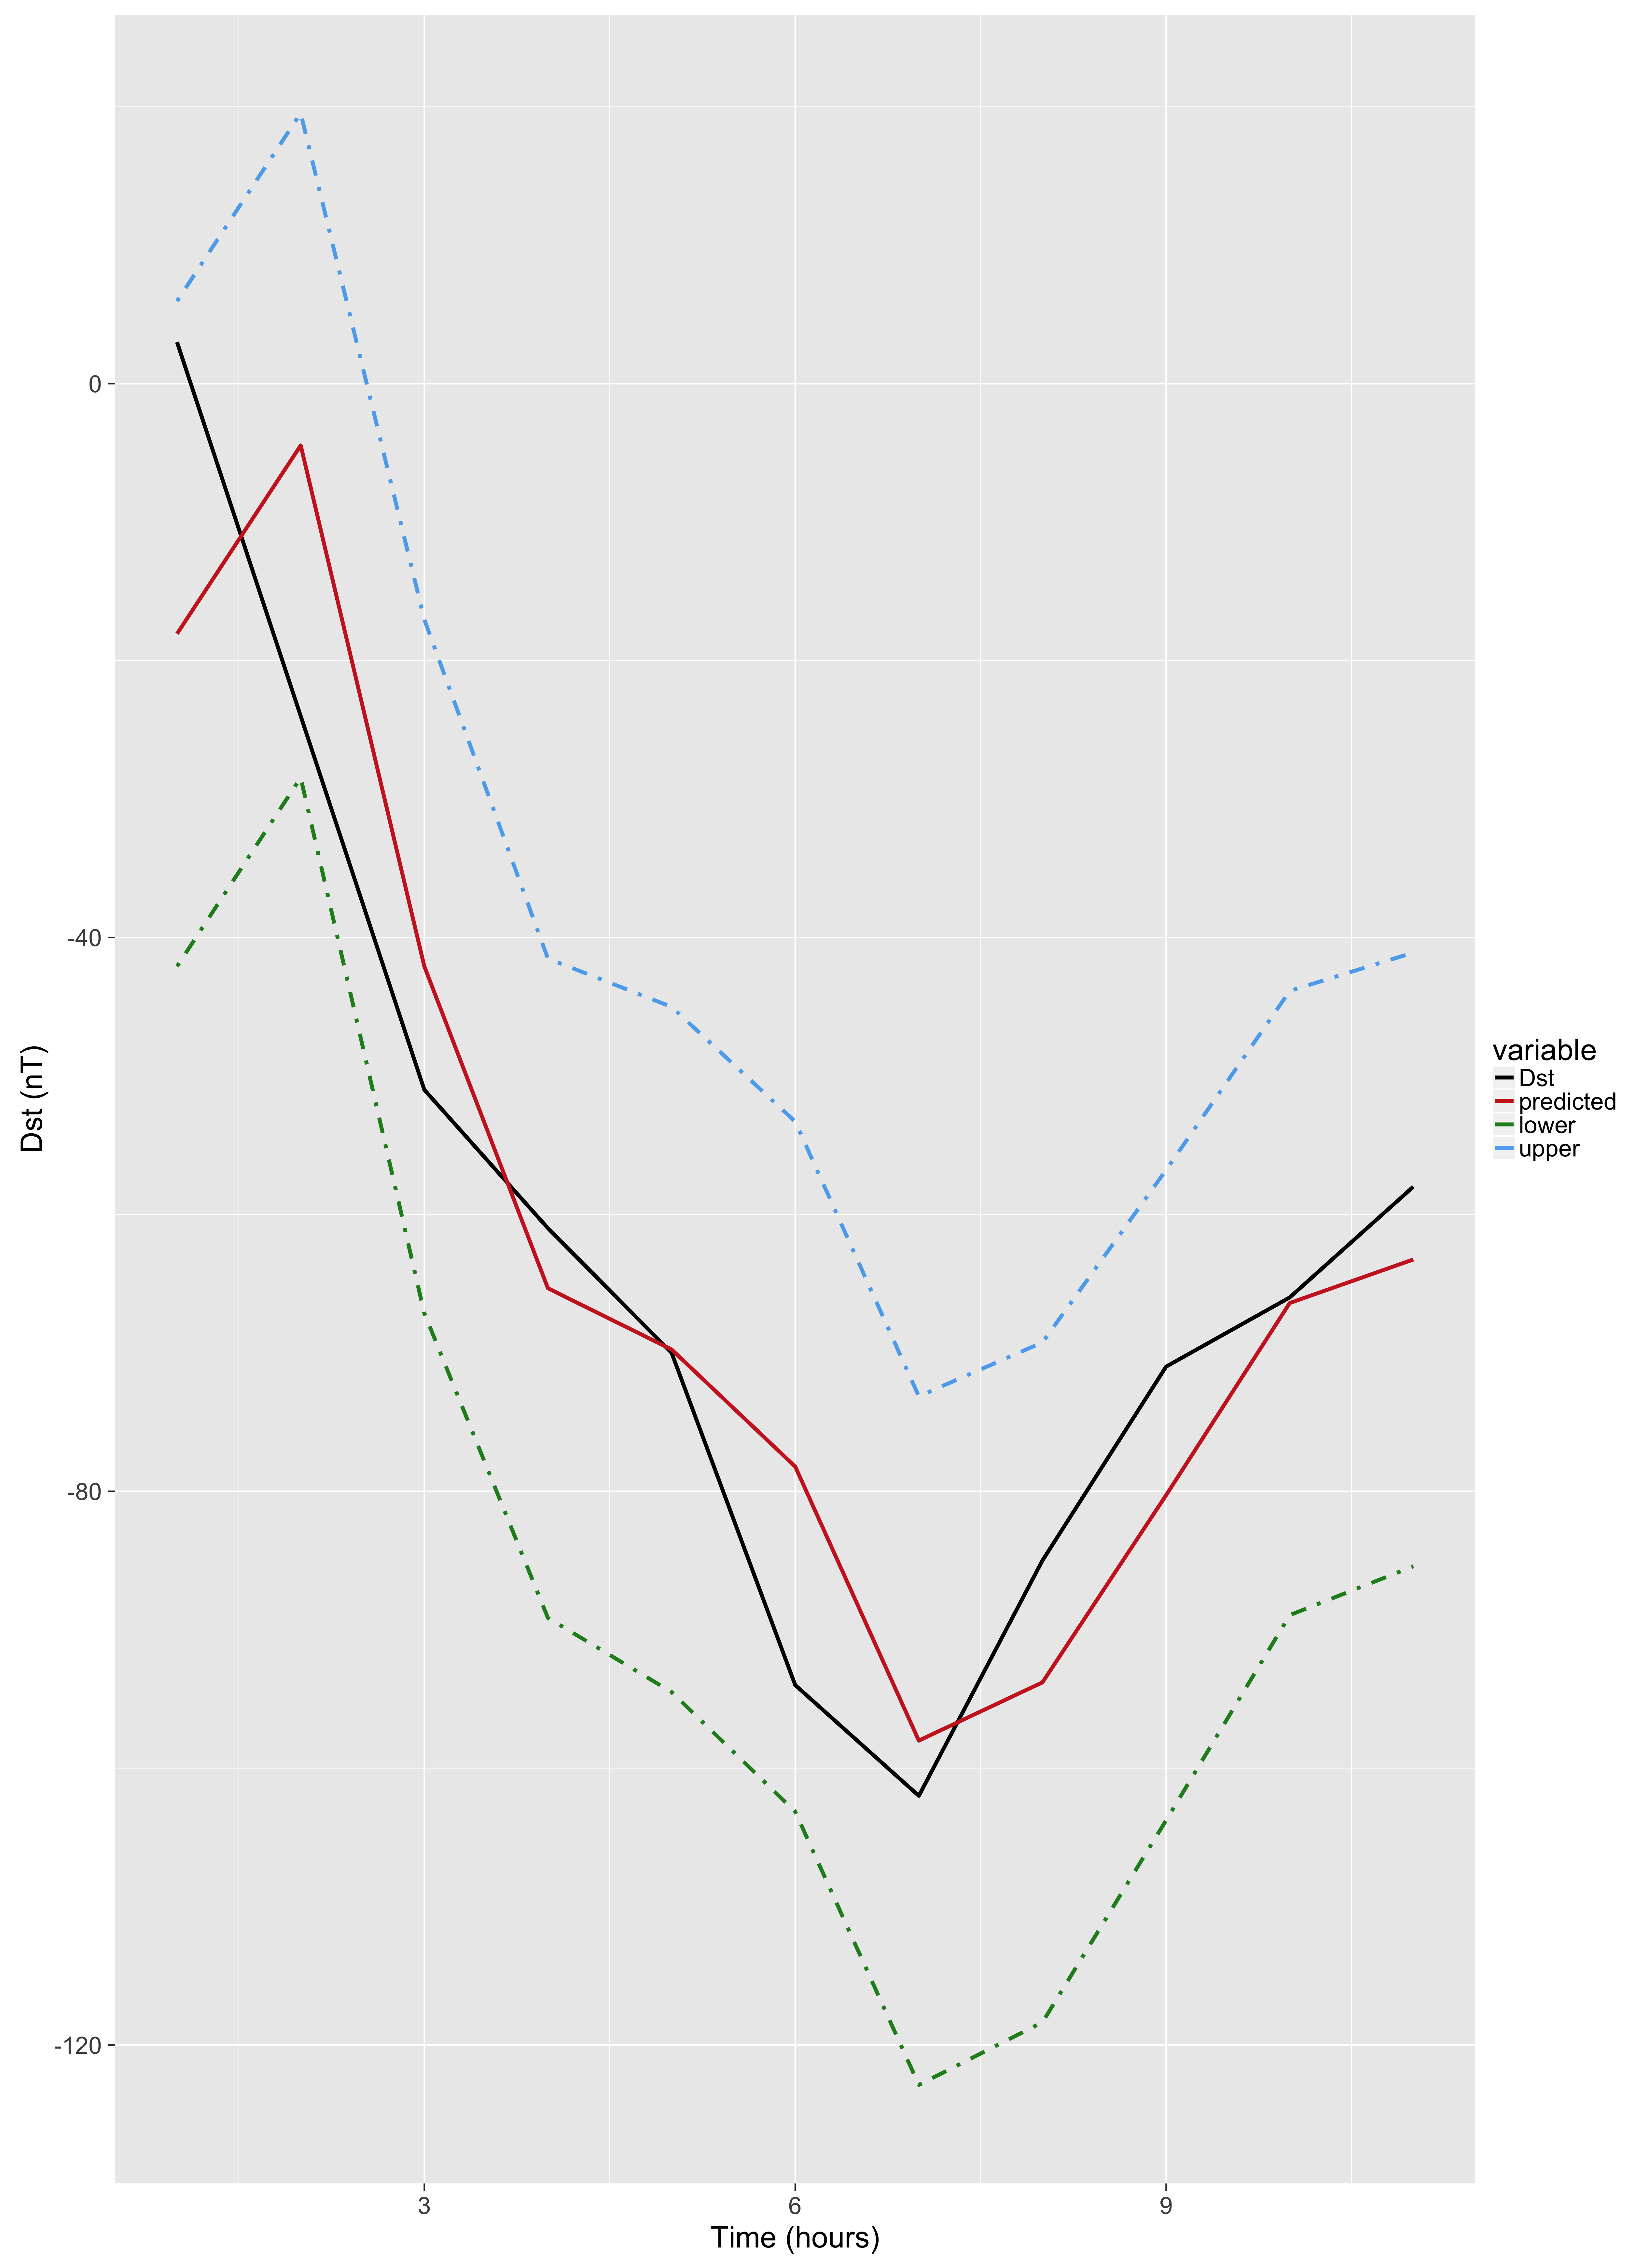 0
-40
-80
-120
Dst (nT)
3
6
9
Time (hours)
variable
Dst
predicted
lower
upper